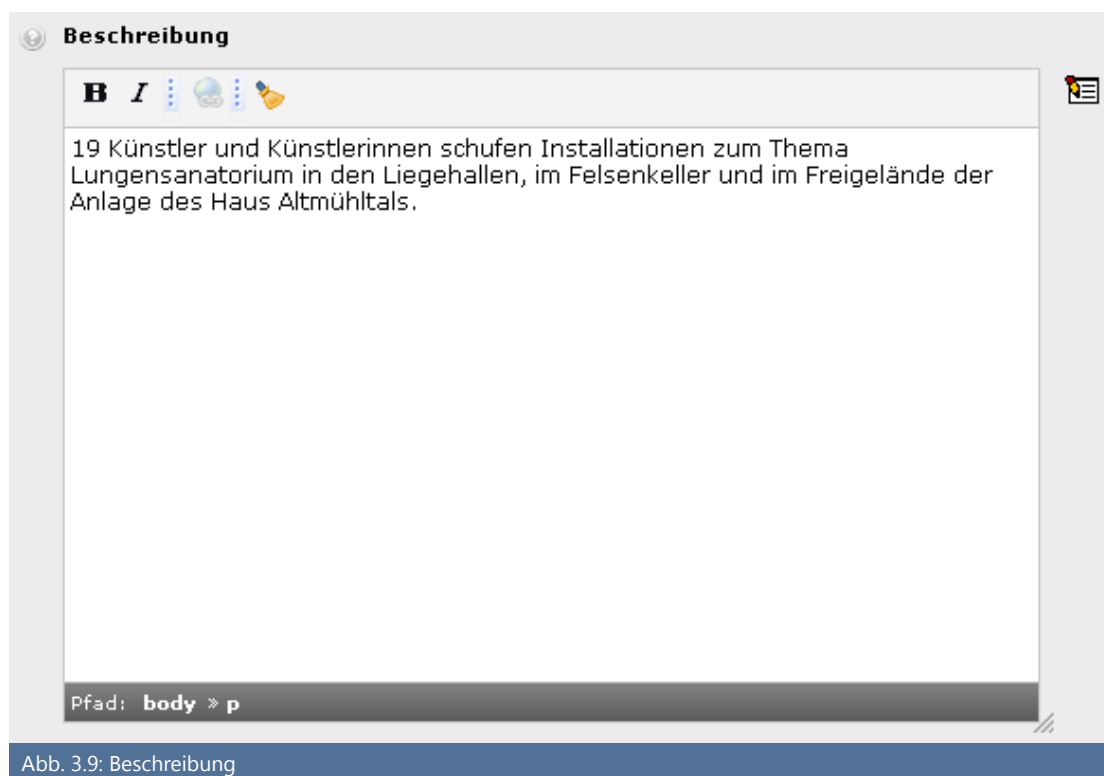 Beschreibung
B I
19 Künstler und Künstlerinnen schufen Installationen zum Thema
Lungensanatorium in den Liegehallen, im Felsenkeller und im Freigelände der
Anlage des Haus Altmühltals.
Pfad: body » p
Abb. 3.9: Beschreibung